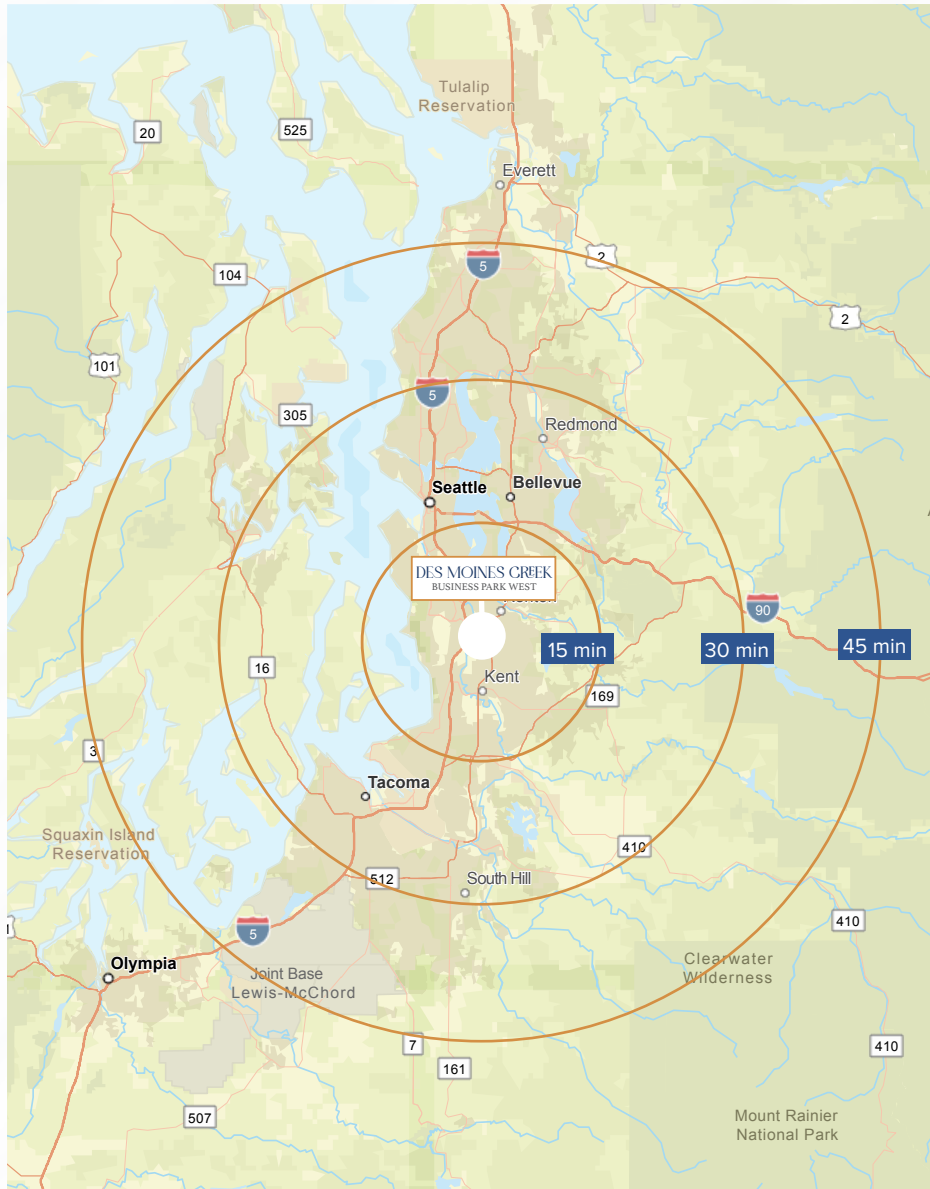 Tulalip
Reservation
20
525
Everett
5
2
104
2
101
5
305
Redmond
Seattle
Bellevue
DES MOINES CREEK
BUSINESS PARK WEST
90
15 min
30 min
45 min
16
Kent
169
3
Tacoma
Squaxin Island
Reservation
410
512
South Hill
410
5
Olympia
Joint Base
Lewis-McChord
Clearwater
Wilderness
7
410
161
507
Mount Rainier
National Park